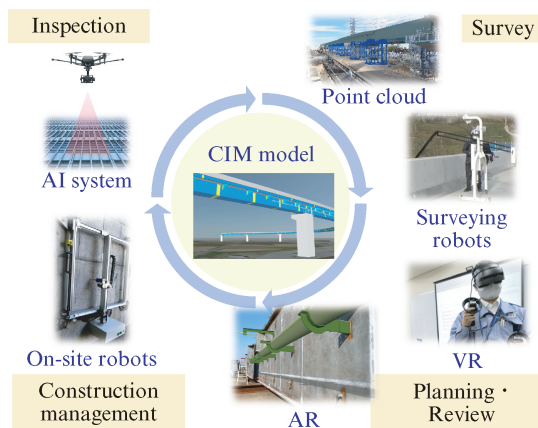 Inspection
Survey
Point cloud
CIM model
AI system
Surveying
robots
On-site robots
VR
Construction
management
AR
Planning・
Review